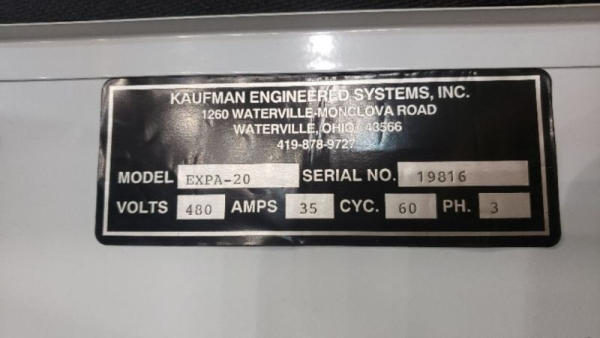 KAUFMAN ENGINEERED SYSTEMS, INC.
1260 WATERVILLE-MONCLOVA ROAD
WATERVILLE, OHIO 43566
419-878-9727
MODEL EXPA-20 SERIAL NO. 19816
VOLTS 480 AMPS 35 CYC. 60 PH. 3